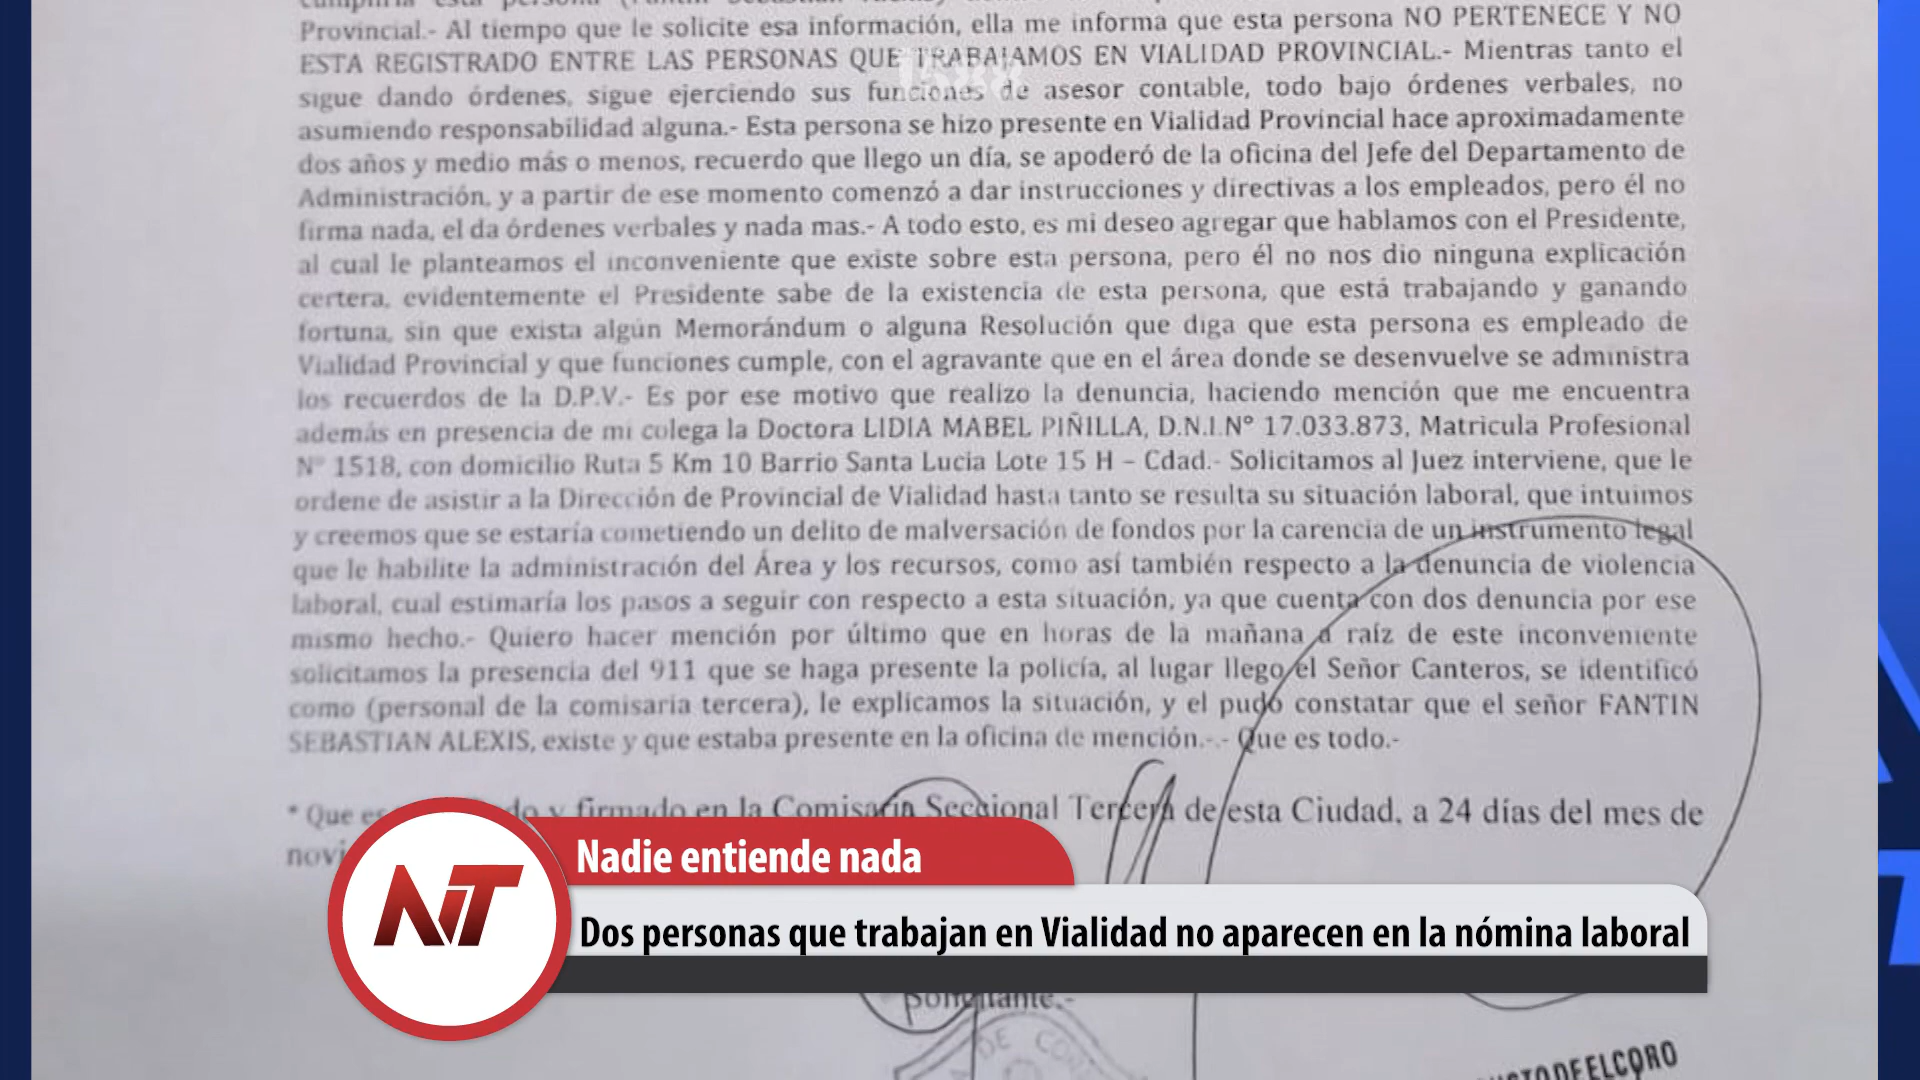 Provincial.- Al tiempo que le solicite esa información, ella me informa que esta persona NO PERTENECE Y NO
ESTA REGISTRADO ENTRE LAS PERSONAS QUE TRABAJAMOS EN VIALIDAD PROVINCIAL.- Mientras tanto el
sigue dando órdenes, sigue ejerciendo sus funciones de asesor contable, todo bajo órdenes verbales, no
asumiendo responsabilidad alguna.- Esta persona se hizo presente en Vialidad Provincial hace aproximadamente
dos años y medio más o menos, recuerdo que llego un día, se apoderó de la oficina del Jefe del Departamento de
Administración, y a partir de ese momento comenzó a dar instrucciones y directivas a los empleados, pero él no
firma nada, el da órdenes verbales y nada mas.- A todo esto, es mi deseo agregar que hablamos con el Presidente,
al cual le planteamos el inconveniente que existe sobre esta persona, pero él no nos dio ninguna explicación
certera, evidentemente el Presidente sabe de la existencia de esta persona, que está trabajando y ganando
fortuna, sin que exista algún Memorándum o alguna Resolución que diga que esta persona es empleado de
Vialidad Provincial y que funciones cumple, con el agravante que en el área donde se desenvuelve se administra
los recuerdos de la D.P.V.- Es por ese motivo que realizo la denuncia, haciendo mención que me encuentra
además en presencia de mi colega la Doctora LIDIA MABEL PIÑILLA, D.N.I.N° 17.033.873, Matricula Profesional
N° 1518, con domicilio Ruta 5 Km 10 Barrio Santa Lucia Lote 15 H – Cdad.- Solicitamos al Juez interviene, que le
ordene de asistir a la Dirección de Provincial de Vialidad hasta tanto se resulta su situación laboral, que intuimos
y creemos que se estaría cometiendo un delito de malversación de fondos por la carencia de un instrumento legal
que le habilite la administración del Área y los recursos, como así también respecto a la denuncia de violencia
laboral, cual estimaría los pasos a seguir con respecto a esta situación, ya que cuenta con dos denuncia por ese
mismo hecho.- Quiero hacer mención por último que en horas de la mañana a raíz de este inconveniente
solicitamos la presencia del 911 que se haga presente la policía, al lugar llego el Señor Canteros, se identificó
como (personal de la comisaria tercera), le explicamos la situación, y el pudo constatar que el señor FANTIN
SEBASTIAN ALEXIS, existe y que estaba presente en la oficina de mención.-.- Que es todo.-
* Que es y firmado en la Comisaría Seccional Tercera de esta Ciudad, a 24 días del mes de
NiT
Nadie entiende nada
Dos personas que trabajan en Vialidad no aparecen en la nómina laboral
DE